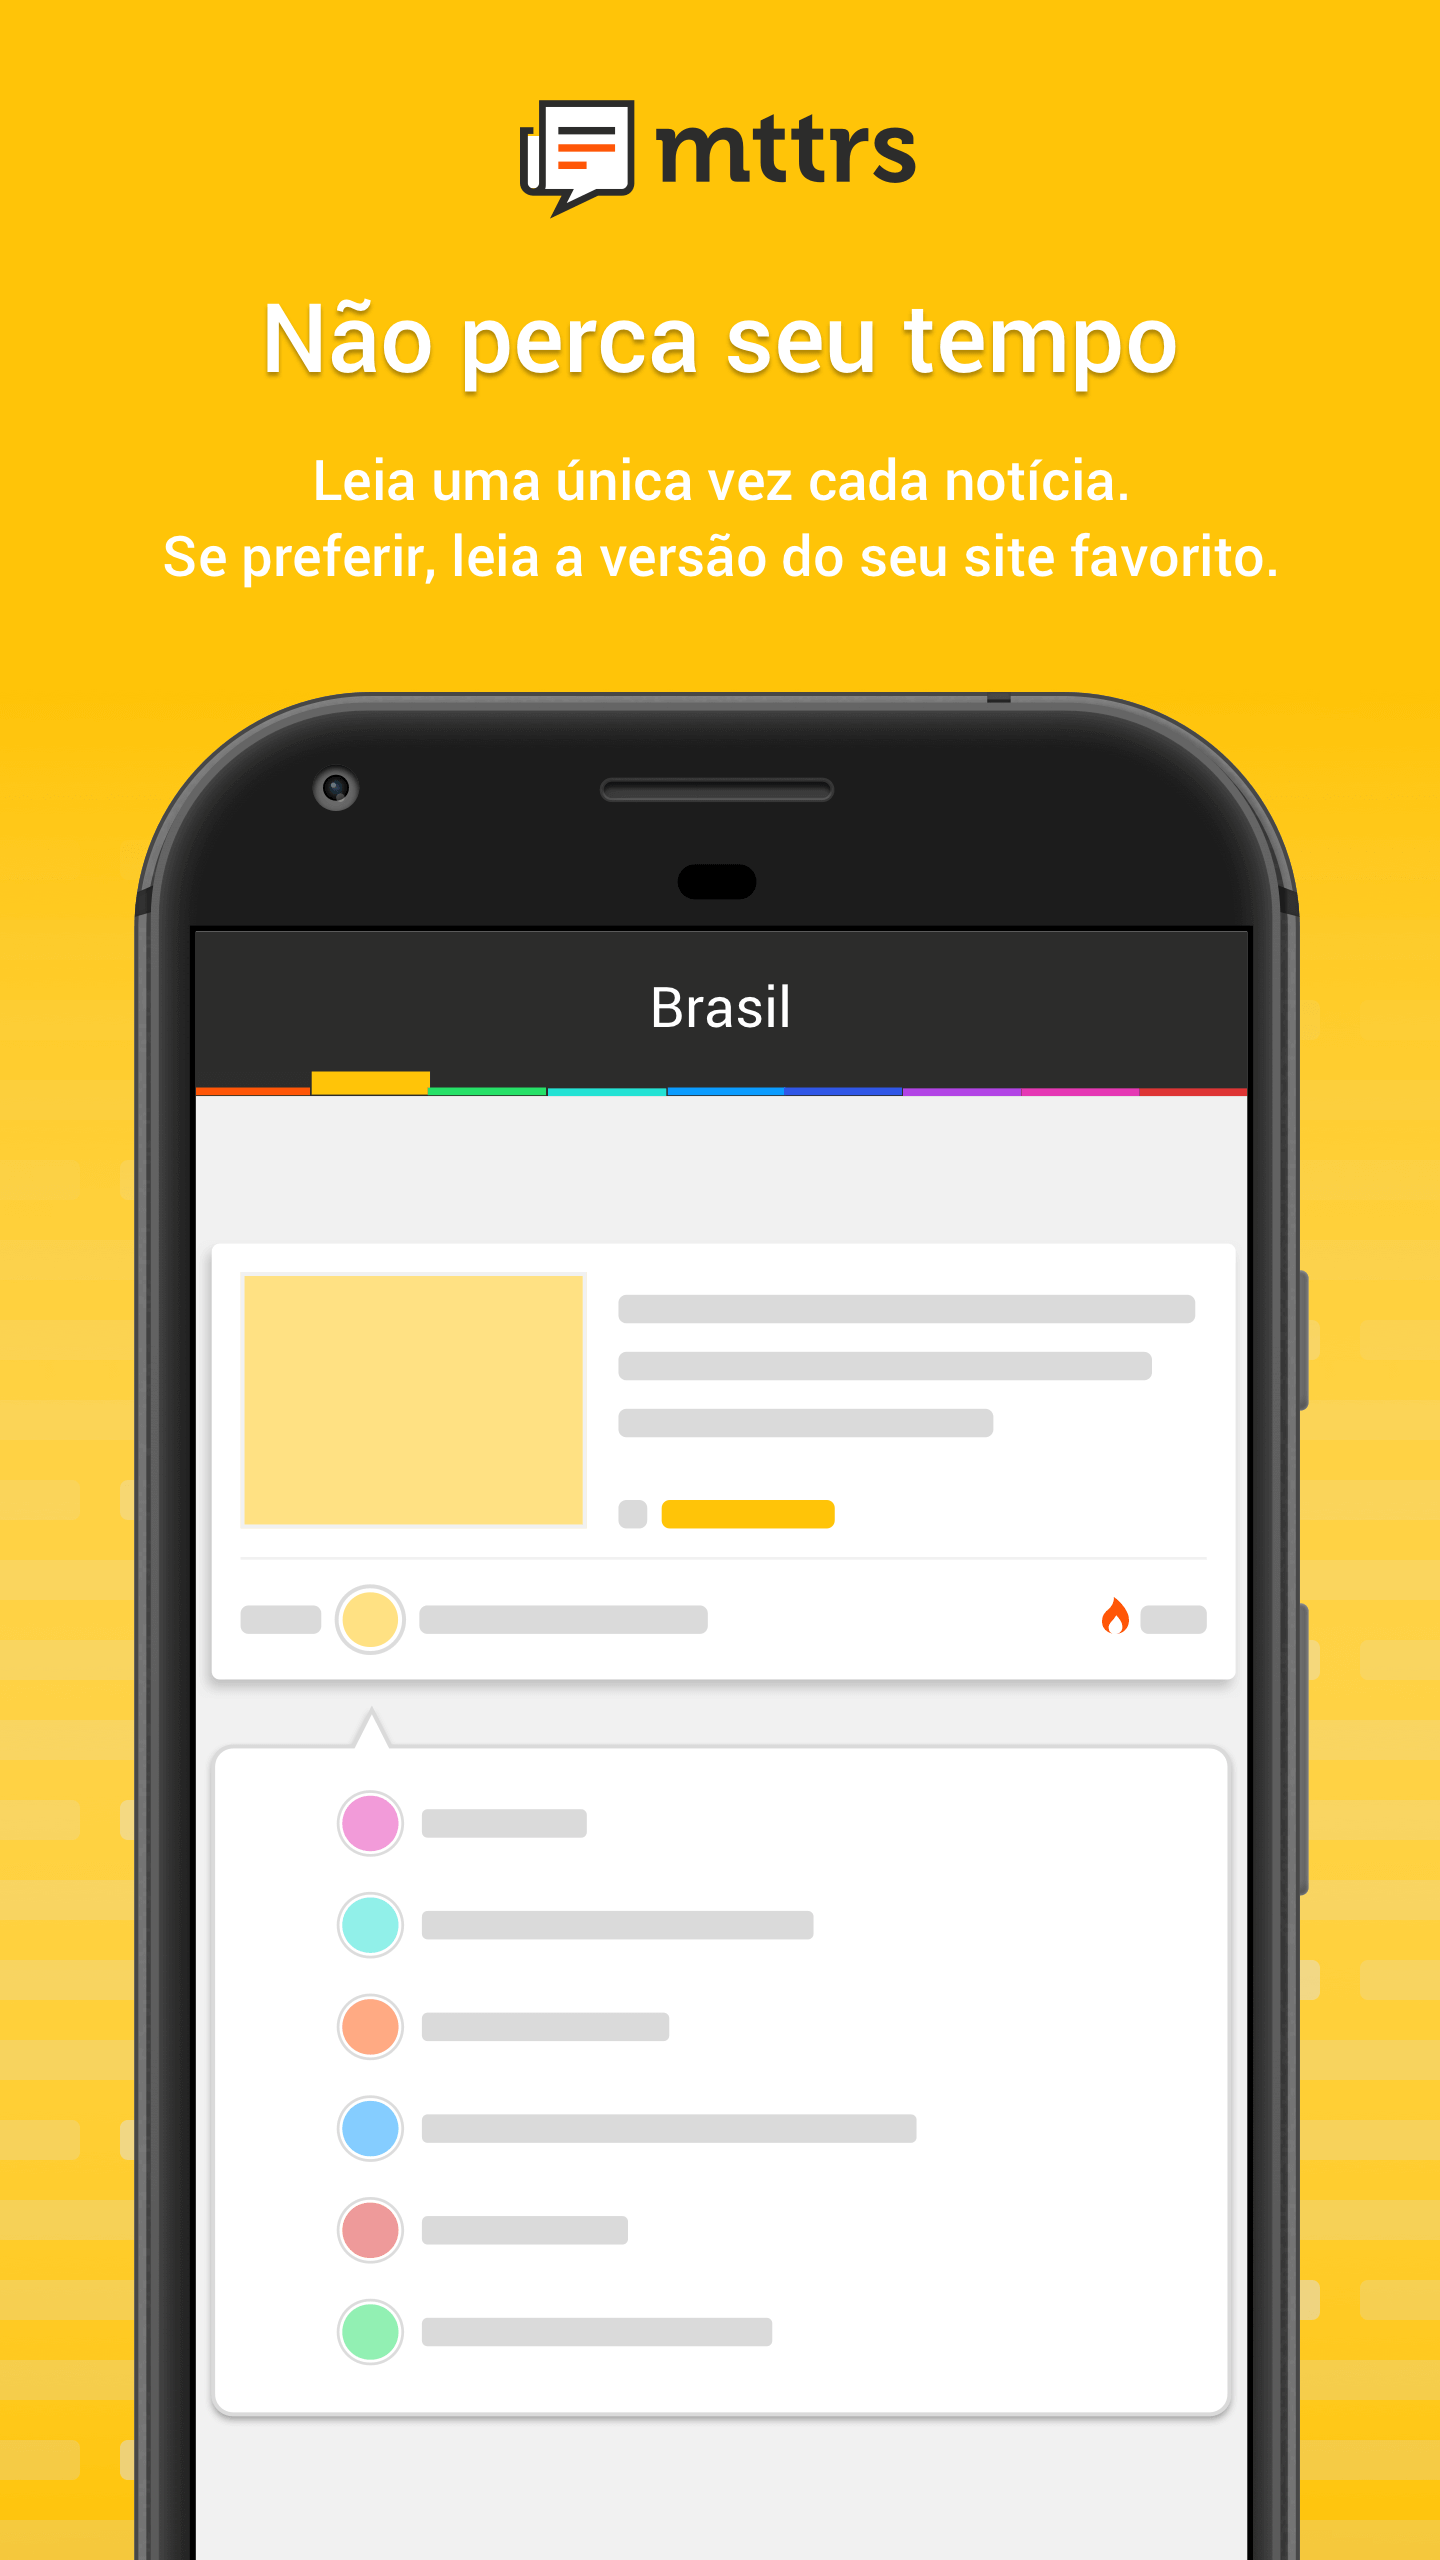 mttrs
Não perca seu tempo
Leia uma única vez cada notícia.
Se preferir, leia a versão do seu site favorito.
Brasil